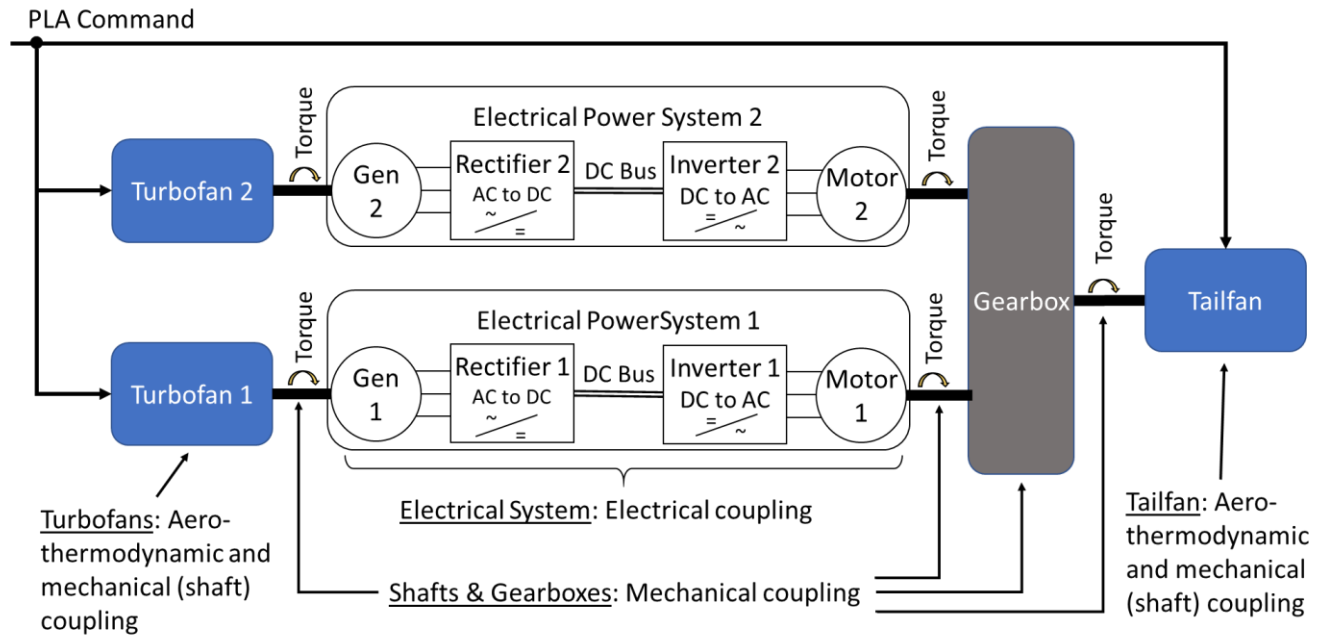 PLA Command
Torque
Electrical Power System 2
Torque
Turbofan 2
Gen
2
Rectifier 2
AC to DC
~
=
DC Bus
Inverter 2
DC to AC
=
~
Motor
2
Torque
Gearbox
Tailfan
Torque
Electrical PowerSystem 1
Torque
Turbofan 1
Gen
1
Rectifier 1
AC to DC
~
=
DC Bus
Inverter 1
DC to AC
=
~
Motor
1
Turbofans: Aero-
thermodynamic and
mechanical (shaft)
coupling
Electrical System: Electrical coupling
Shafts & Gearboxes: Mechanical coupling
Tailfan: Aero-
thermodynamic
and mechanical
(shaft) coupling